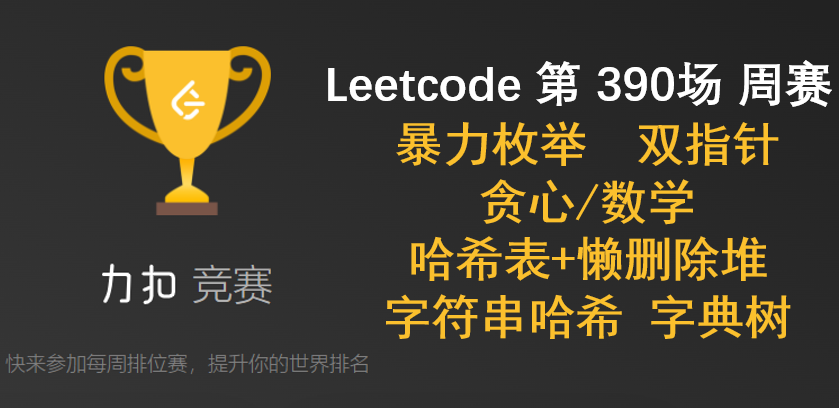 Leetcode 第 390场 周赛
暴力枚举 双指针
贪心/数学
哈希表+懒删除堆
字符串哈希 字典树
力扣 竞赛
快来参加每周排位赛，提升你的世界排名